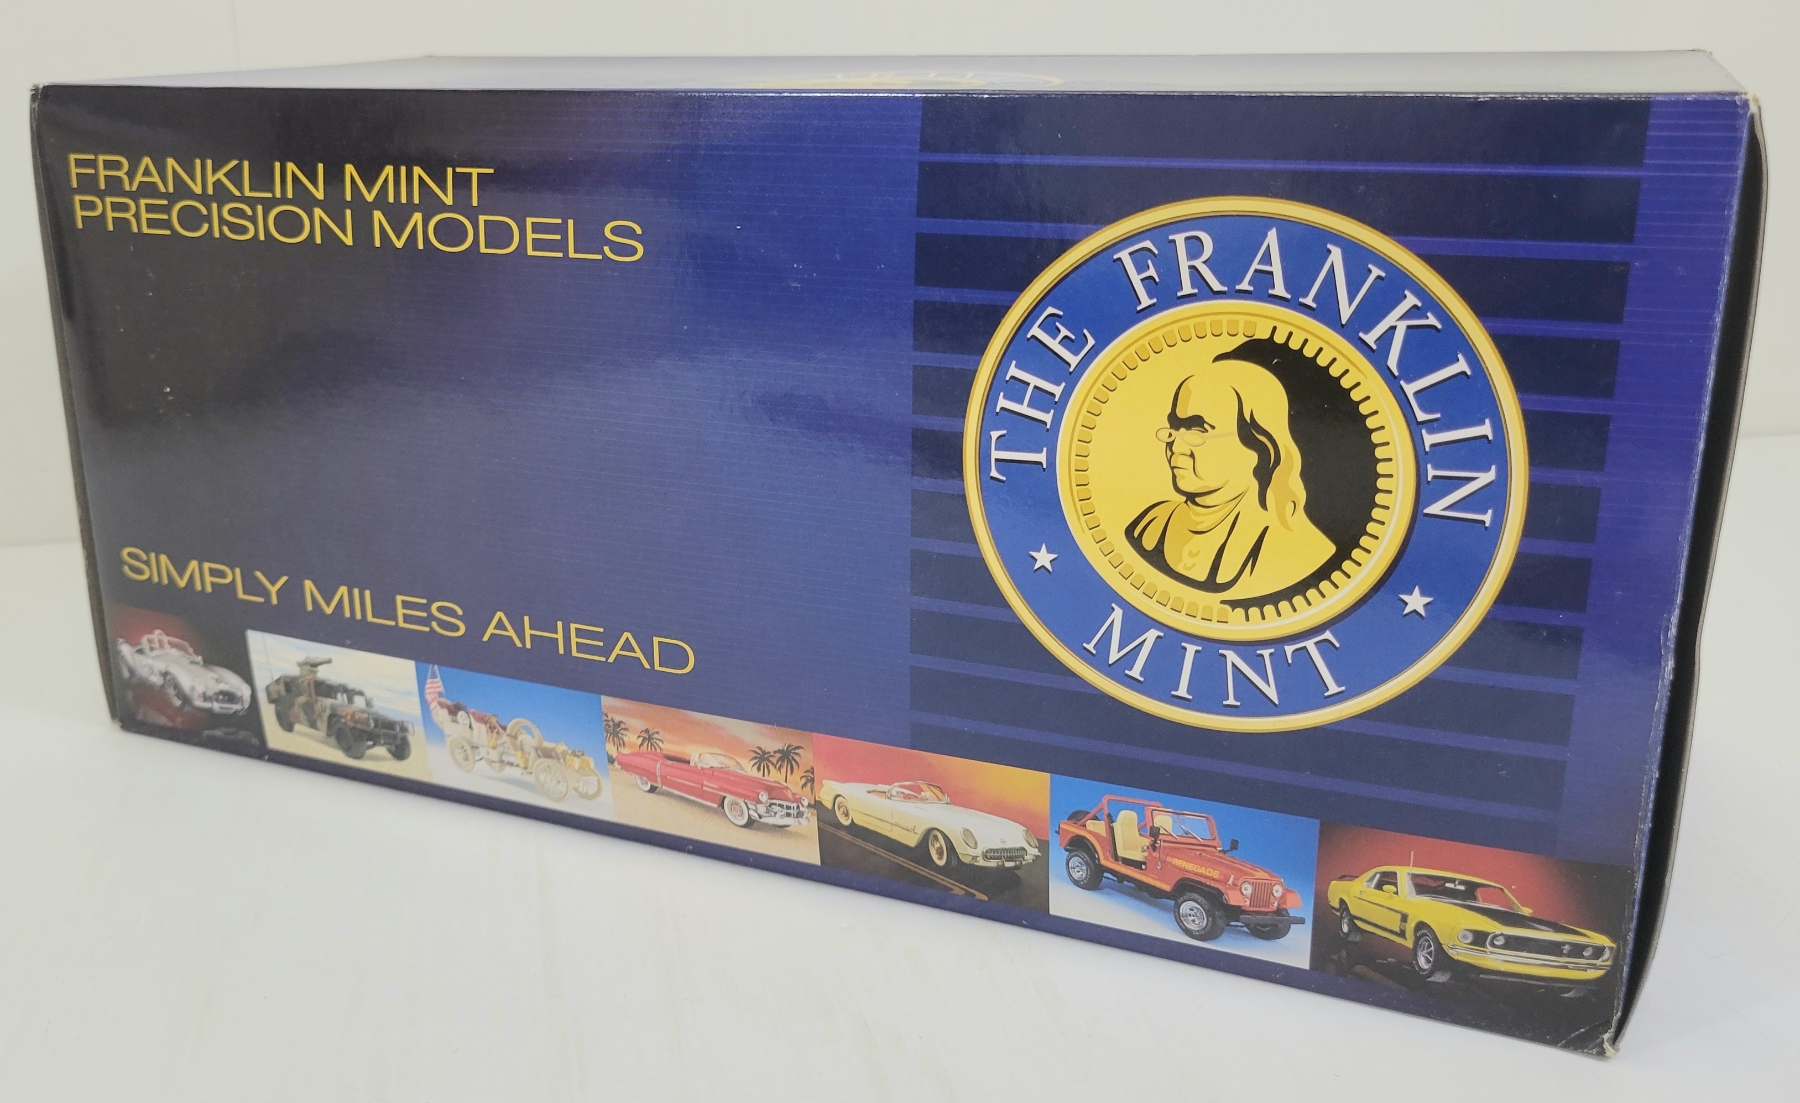 FRANKLIN MINT
PRECISION MODELS
THE FRANKLIN
MINT
SIMPLY MILES AHEAD
RENEGADE